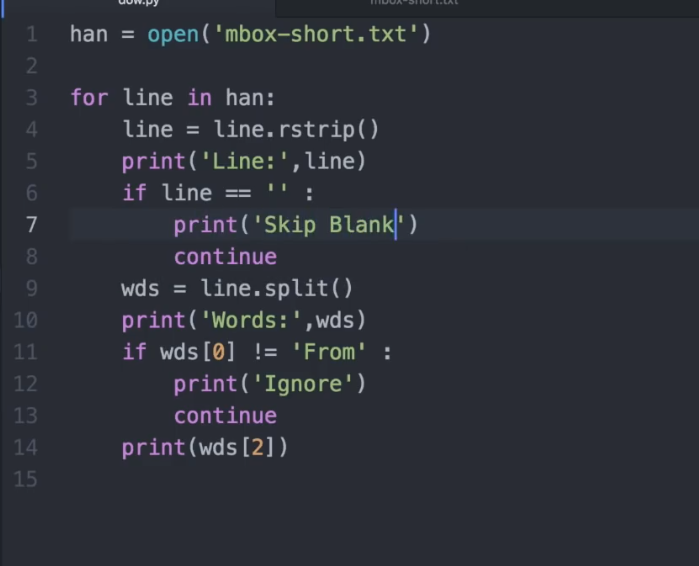 dow.py mbox-short.txt
1 han = open('mbox-short.txt')
2
3 for line in han:
4     line = line.rstrip()
5     print('Line:',line)
6     if line == '' :
7         print('Skip Blank')
8         continue
9     wds = line.split()
10     print('Words:',wds)
11     if wds[0] != 'From' :
12         print('Ignore')
13         continue
14     print(wds[2])
15